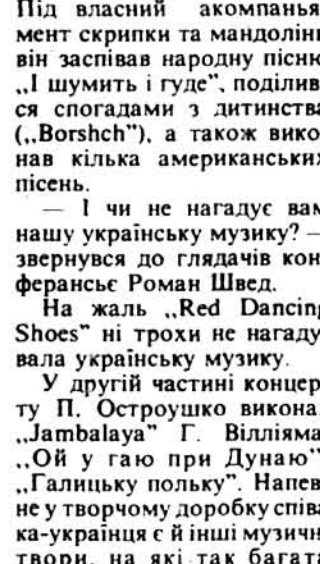 Під власний акомпанья-
мент скрипки та мандоліни
він заспівав народну пісню
„І шумить і гуде”, поділив-
ся спогадами з дитинства
(„Borshch”), а також вико-
нав кілька американських
пісень.
— І чи не нагадує вам
нашу українську музику? —
звернувся до глядачів кон-
ферансьє Роман Швед.
На жаль „Red Dancing
Shoes” ні трохи не нагаду-
вала українську музику.
У другій частині концер-
ту П. Остроушко виконав
„Jambalaya” Г. Вілліяма
„Ой у гаю при Дунаю”
„Галицьку польку”. Напев-
не у творчому доробку співа-
ка-українця є й інші музичні
твори, на які так багата